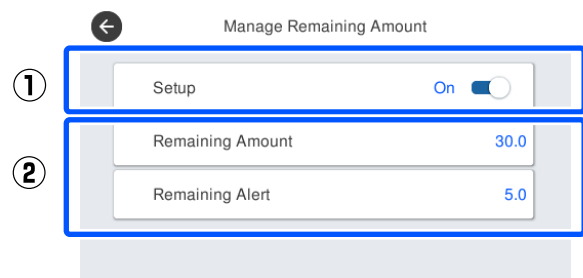 Manage Remaining Amount
① Setup On
② Remaining Amount 30.0
Remaining Alert 5.0